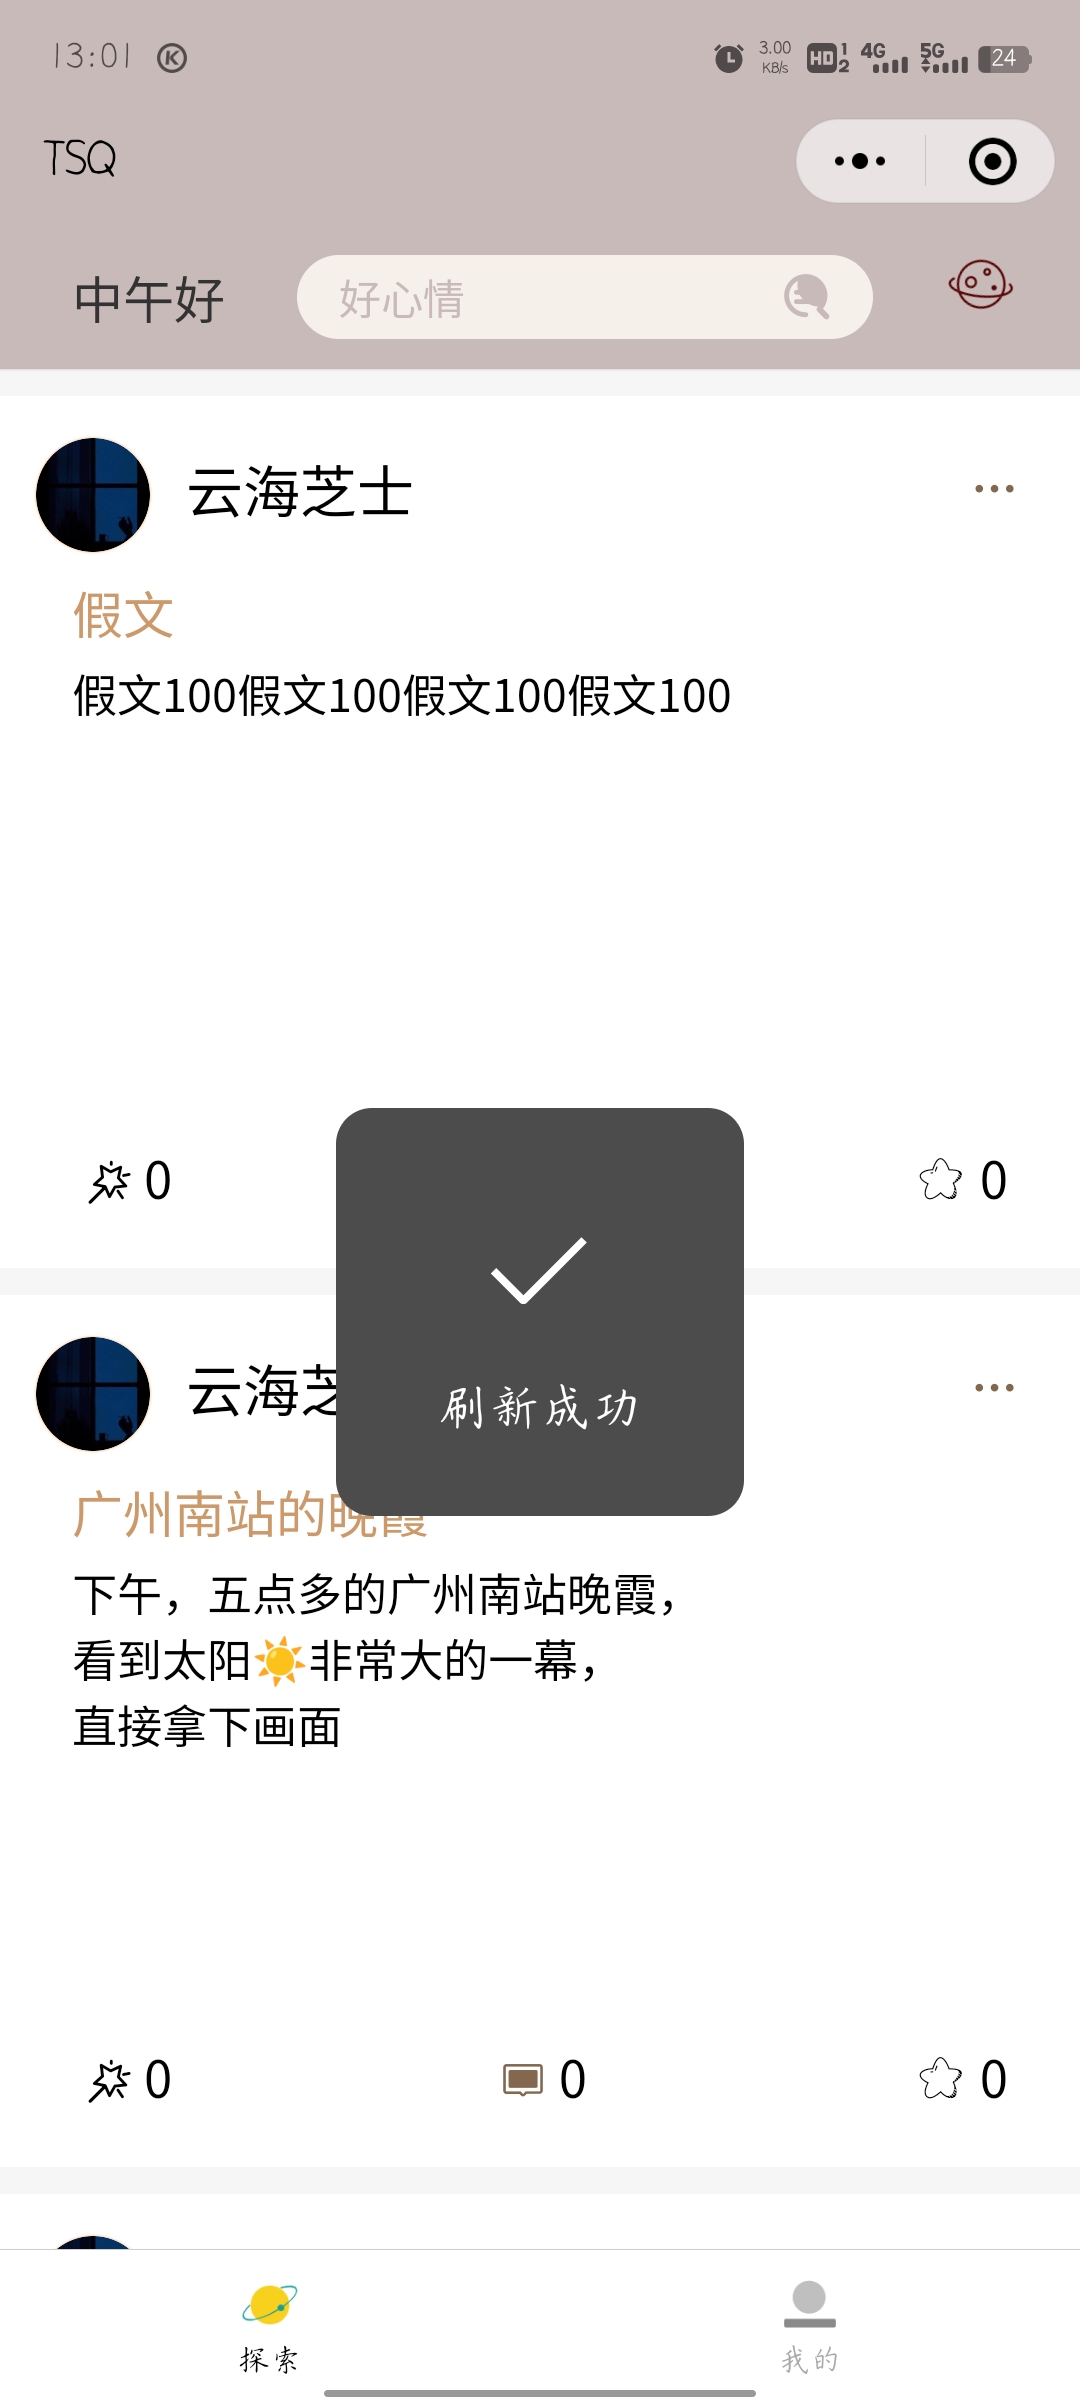 13:01 K 3.00 KB/s HD 1 2 4G 5G 24
TSQ
中午好 好心情
云海芝士
假文
假文100假文100假文100假文100
0 0
刷新成功
云海芝
广州南站的晚霞
下午，五点多的广州南站晚霞，
看到太阳☀️非常大的一幕，
直接拿下画面
0 0 0
探索 我的